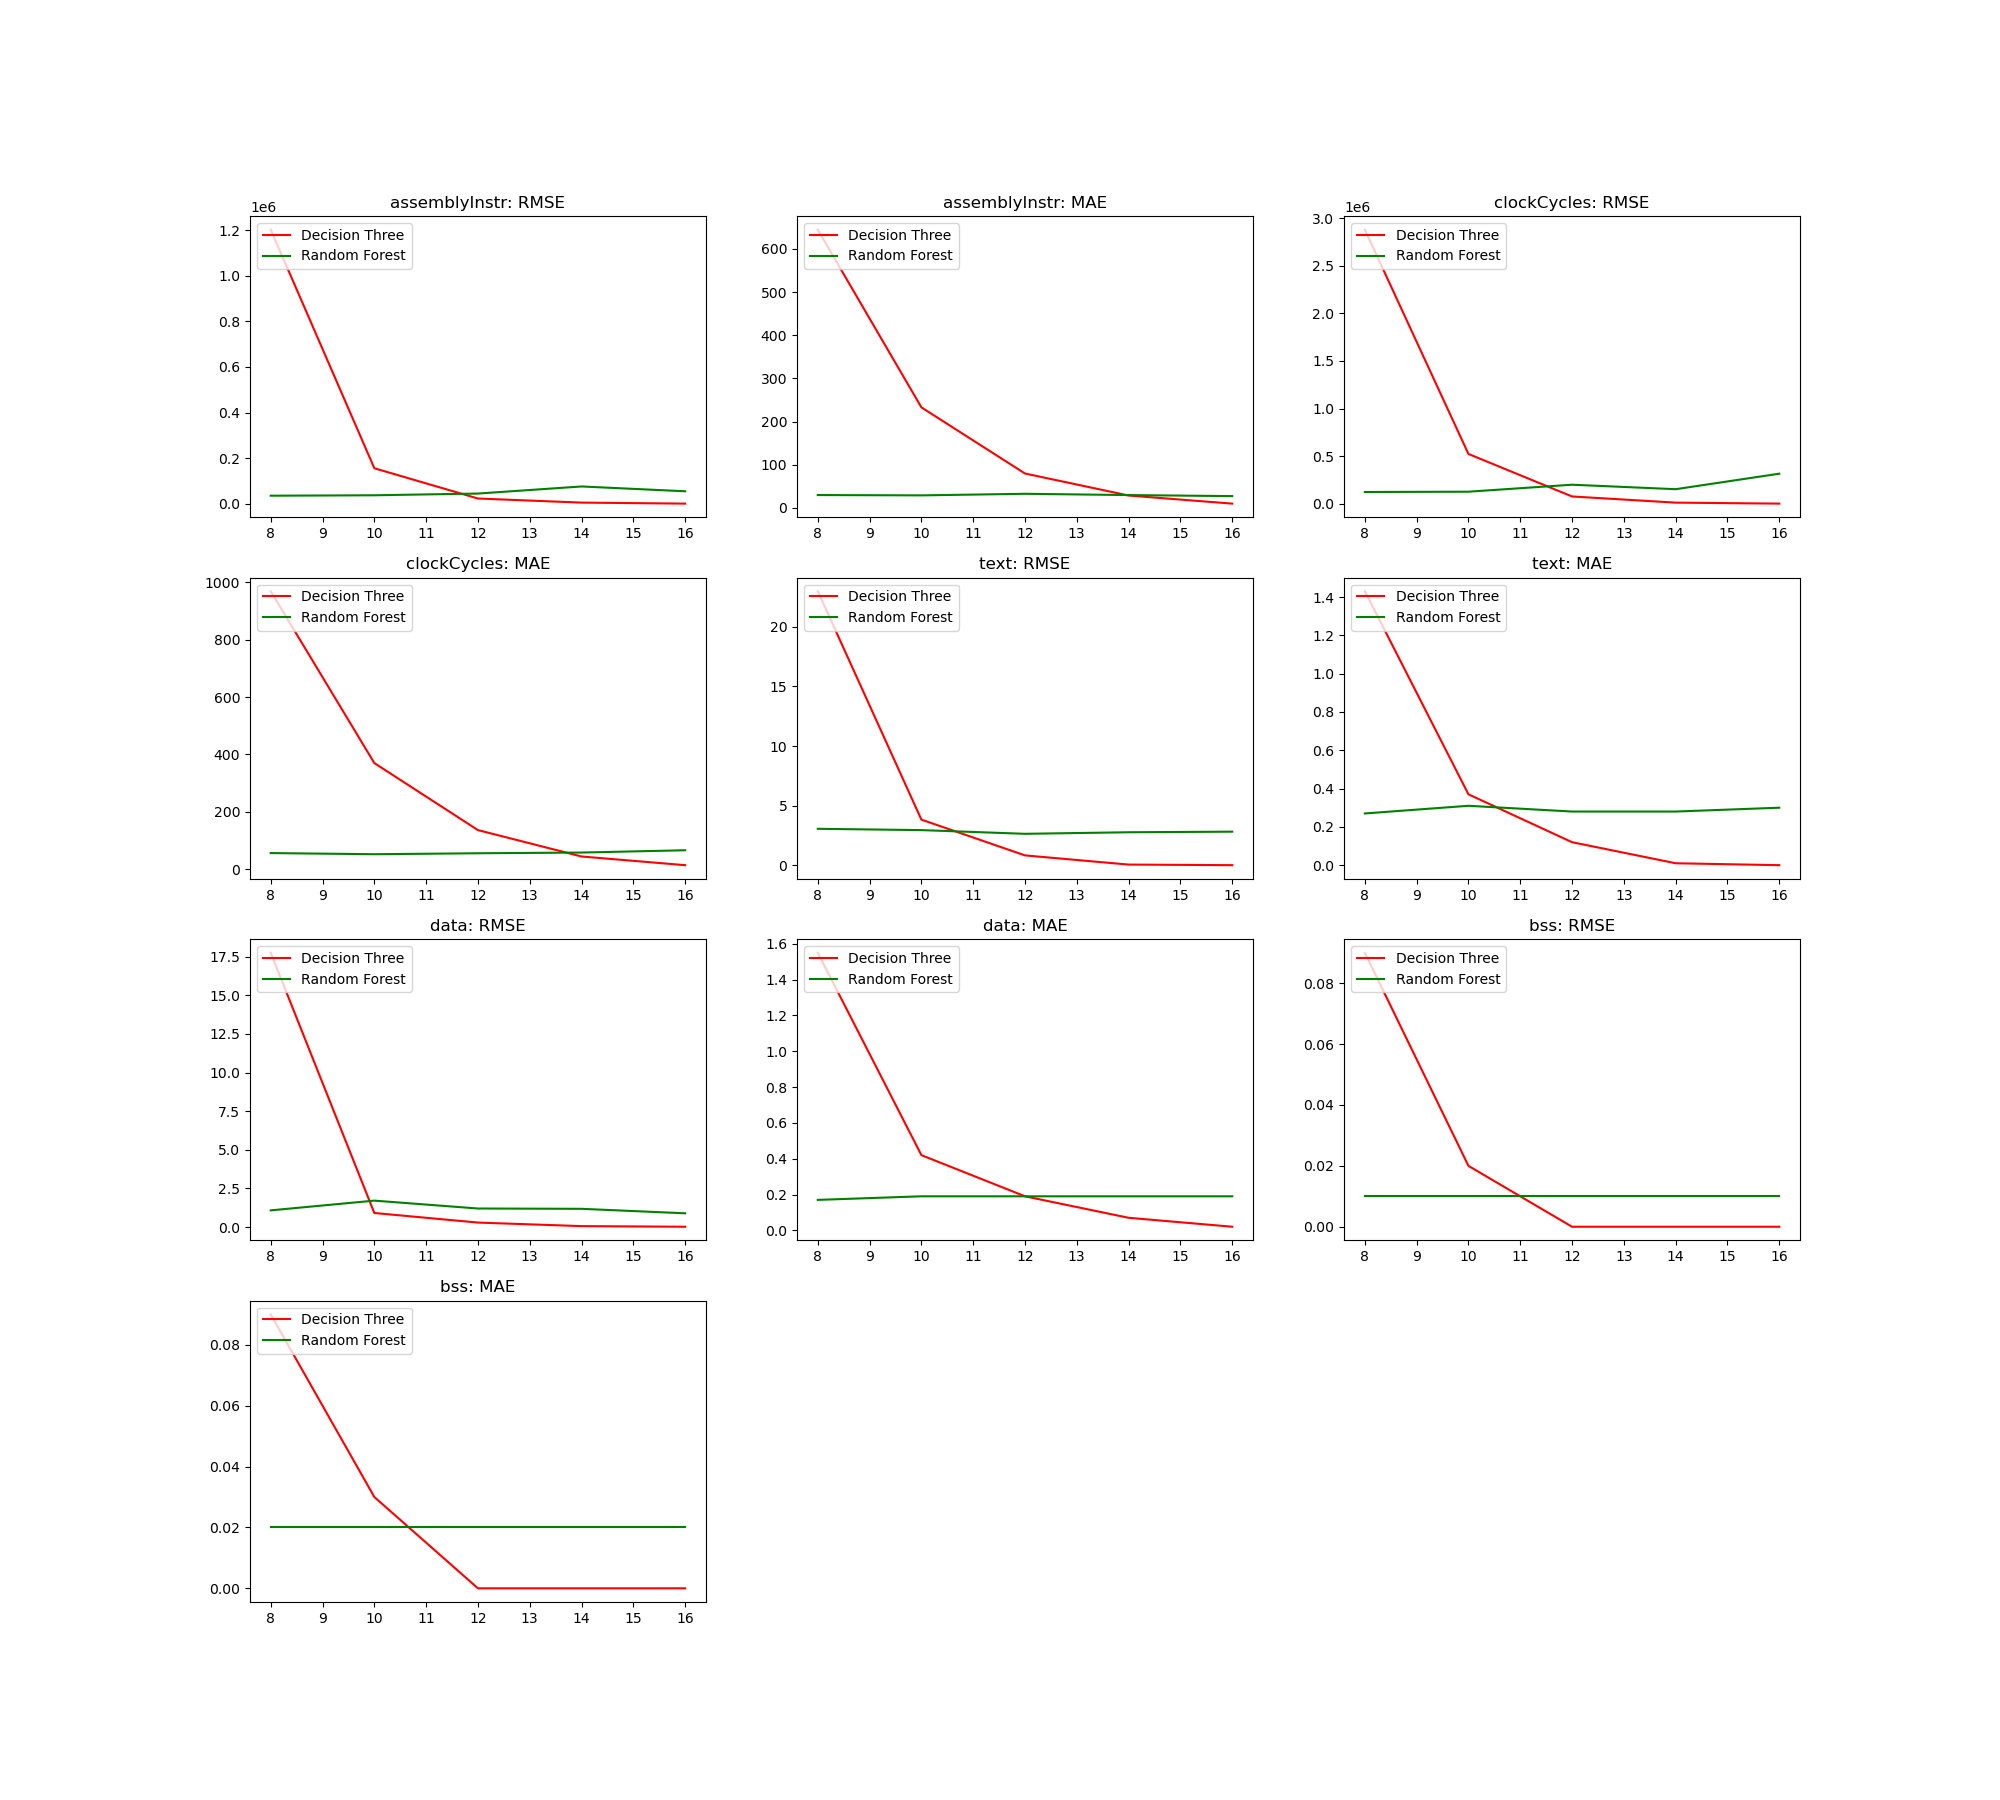 assemblyInstr: RMSE
1e6
1.2
1.0
0.8
0.6
0.4
0.2
0.0
8 9 10 11 12 13 14 15 16
Decision Three
Random Forest
assemblyInstr: MAE
600
500
400
300
200
100
0
8 9 10 11 12 13 14 15 16
Decision Three
Random Forest
clockCycles: RMSE
1e6
3.0
2.5
2.0
1.5
1.0
0.5
0.0
8 9 10 11 12 13 14 15 16
Decision Three
Random Forest
clockCycles: MAE
1000
800
600
400
200
0
8 9 10 11 12 13 14 15 16
Decision Three
Random Forest
text: RMSE
20
15
10
5
0
8 9 10 11 12 13 14 15 16
Decision Three
Random Forest
text: MAE
1.4
1.2
1.0
0.8
0.6
0.4
0.2
0.0
8 9 10 11 12 13 14 15 16
Decision Three
Random Forest
data: RMSE
17.5
15.0
12.5
10.0
7.5
5.0
2.5
0.0
8 9 10 11 12 13 14 15 16
Decision Three
Random Forest
data: MAE
1.6
1.4
1.2
1.0
0.8
0.6
0.4
0.2
0.0
8 9 10 11 12 13 14 15 16
Decision Three
Random Forest
bss: RMSE
0.08
0.06
0.04
0.02
0.00
8 9 10 11 12 13 14 15 16
Decision Three
Random Forest
bss: MAE
0.08
0.06
0.04
0.02
0.00
8 9 10 11 12 13 14 15 16
Decision Three
Random Forest